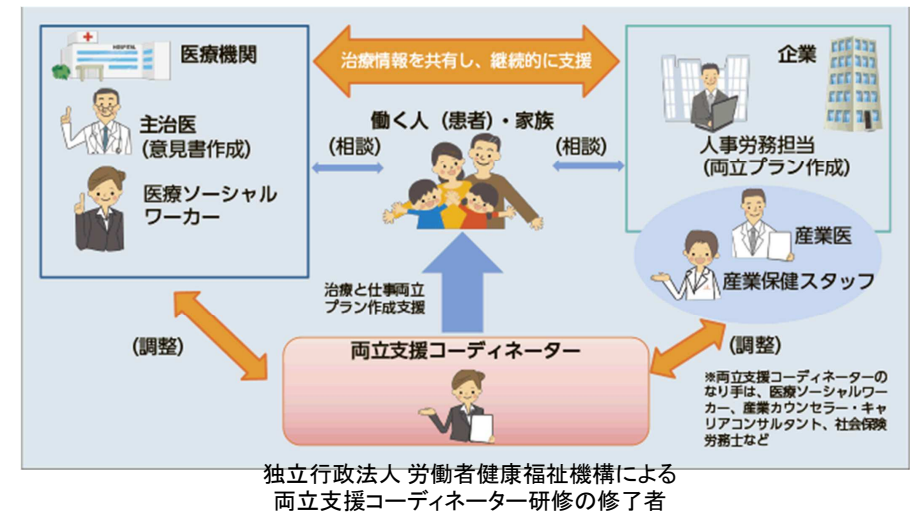 HOSPITAL
医療機関
主治医
(意見書作成)
医療ソーシャル
ワーカー
治療情報を共有し、継続的に支援
働く人（患者）・家族
(相談)
(相談)
企業
人事労務担当
(両立プラン作成)
産業医
産業保健スタッフ
治療と仕事両立
プラン作成支援
(調整)
両立支援コーディネーター
(調整)
※両立支援コーディネーターの
なり手は、医療ソーシャルワー
カー、産業カウンセラー・キャ
リアコンサルタント、社会保険
労務士など
独立行政法人 労働者健康福祉機構による
両立支援コーディネーター研修の修了者